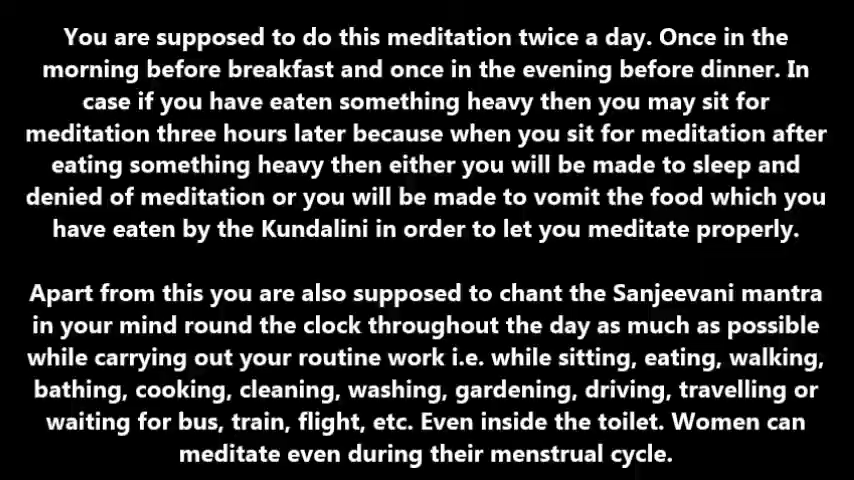 You are supposed to do this meditation twice a day. Once in the
morning before breakfast and once in the evening before dinner. In
case if you have eaten something heavy then you may sit for
meditation three hours later because when you sit for meditation after
eating something heavy then either you will be made to sleep and
denied of meditation or you will be made to vomit the food which you
have eaten by the Kundalini in order to let you meditate properly.
Apart from this you are also supposed to chant the Sanjeevani mantra
in your mind round the clock throughout the day as much as possible
while carrying out your routine work i.e. while sitting, eating, walking,
bathing, cooking, cleaning, washing, gardening, driving, travelling or
waiting for bus, train, flight, etc. Even inside the toilet. Women can
meditate even during their menstrual cycle.